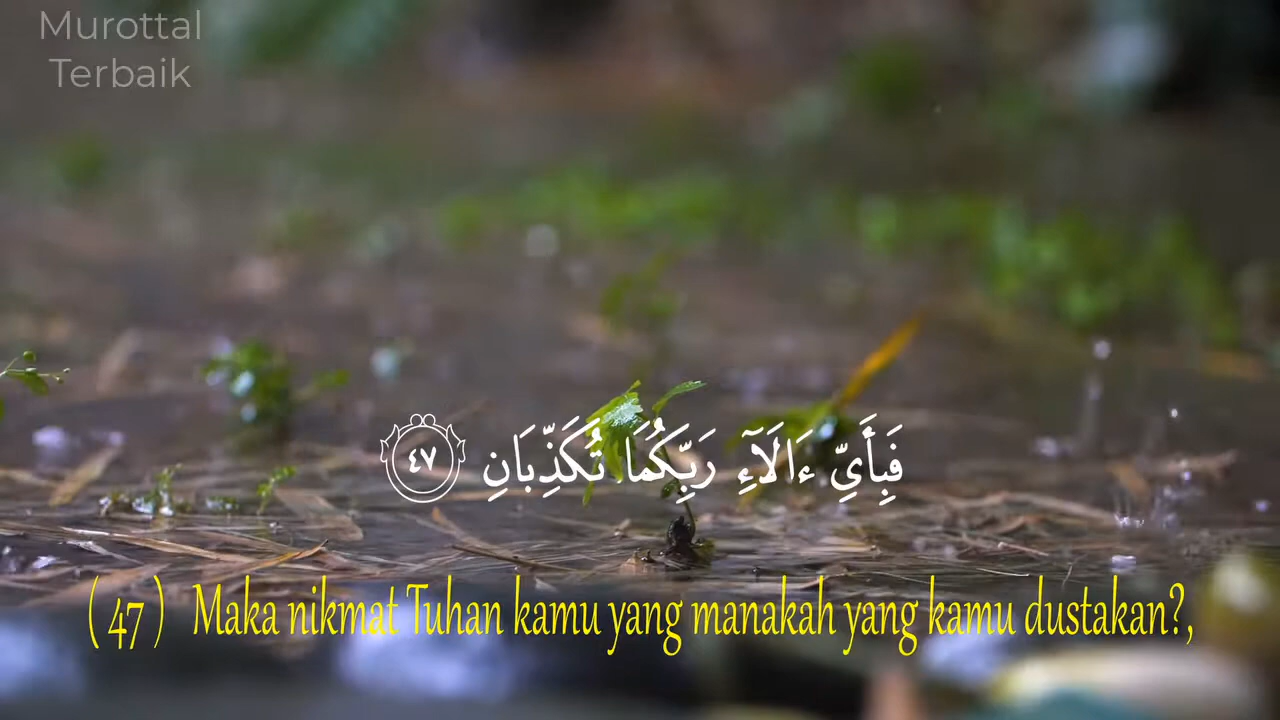 Murottal
Terbaik
فَبِأَيِّ ءَالَآءِ رَبِّكُمَا تُكَذِّبَانِ ٤٧
( 47 ) Maka nikmat Tuhan kamu yang manakah yang kamu dustakan?,